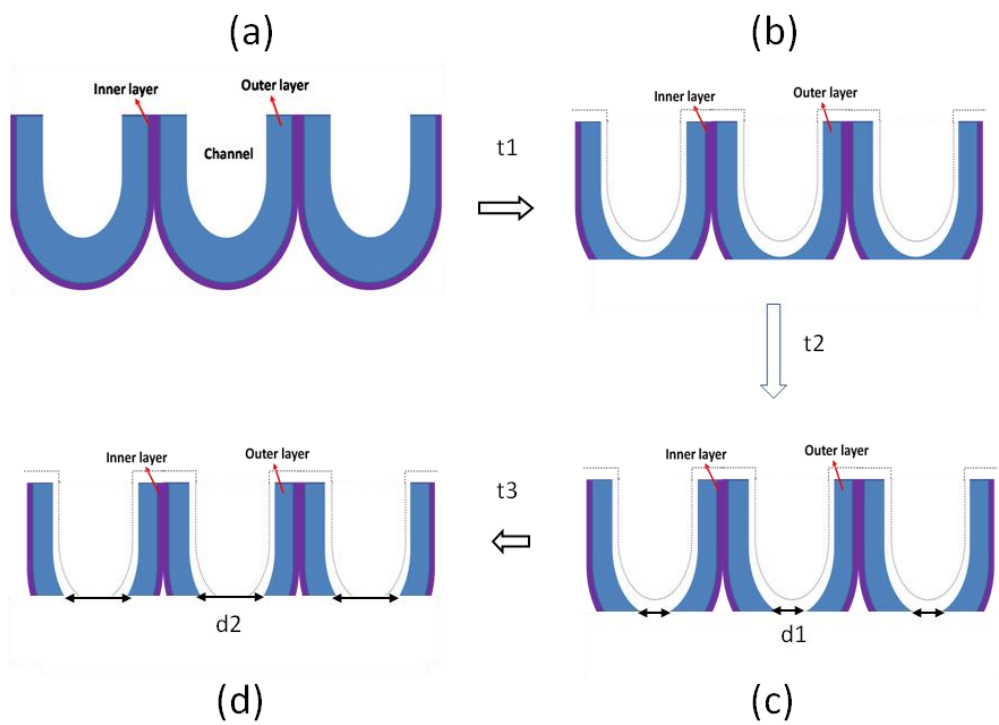 (a)
(b)
Inner layer
Outer layer
Channel
t1
Inner layer
Outer layer
t2
Inner layer
Outer layer
d2
t3
Inner layer
Outer layer
d1
(d)
(c)